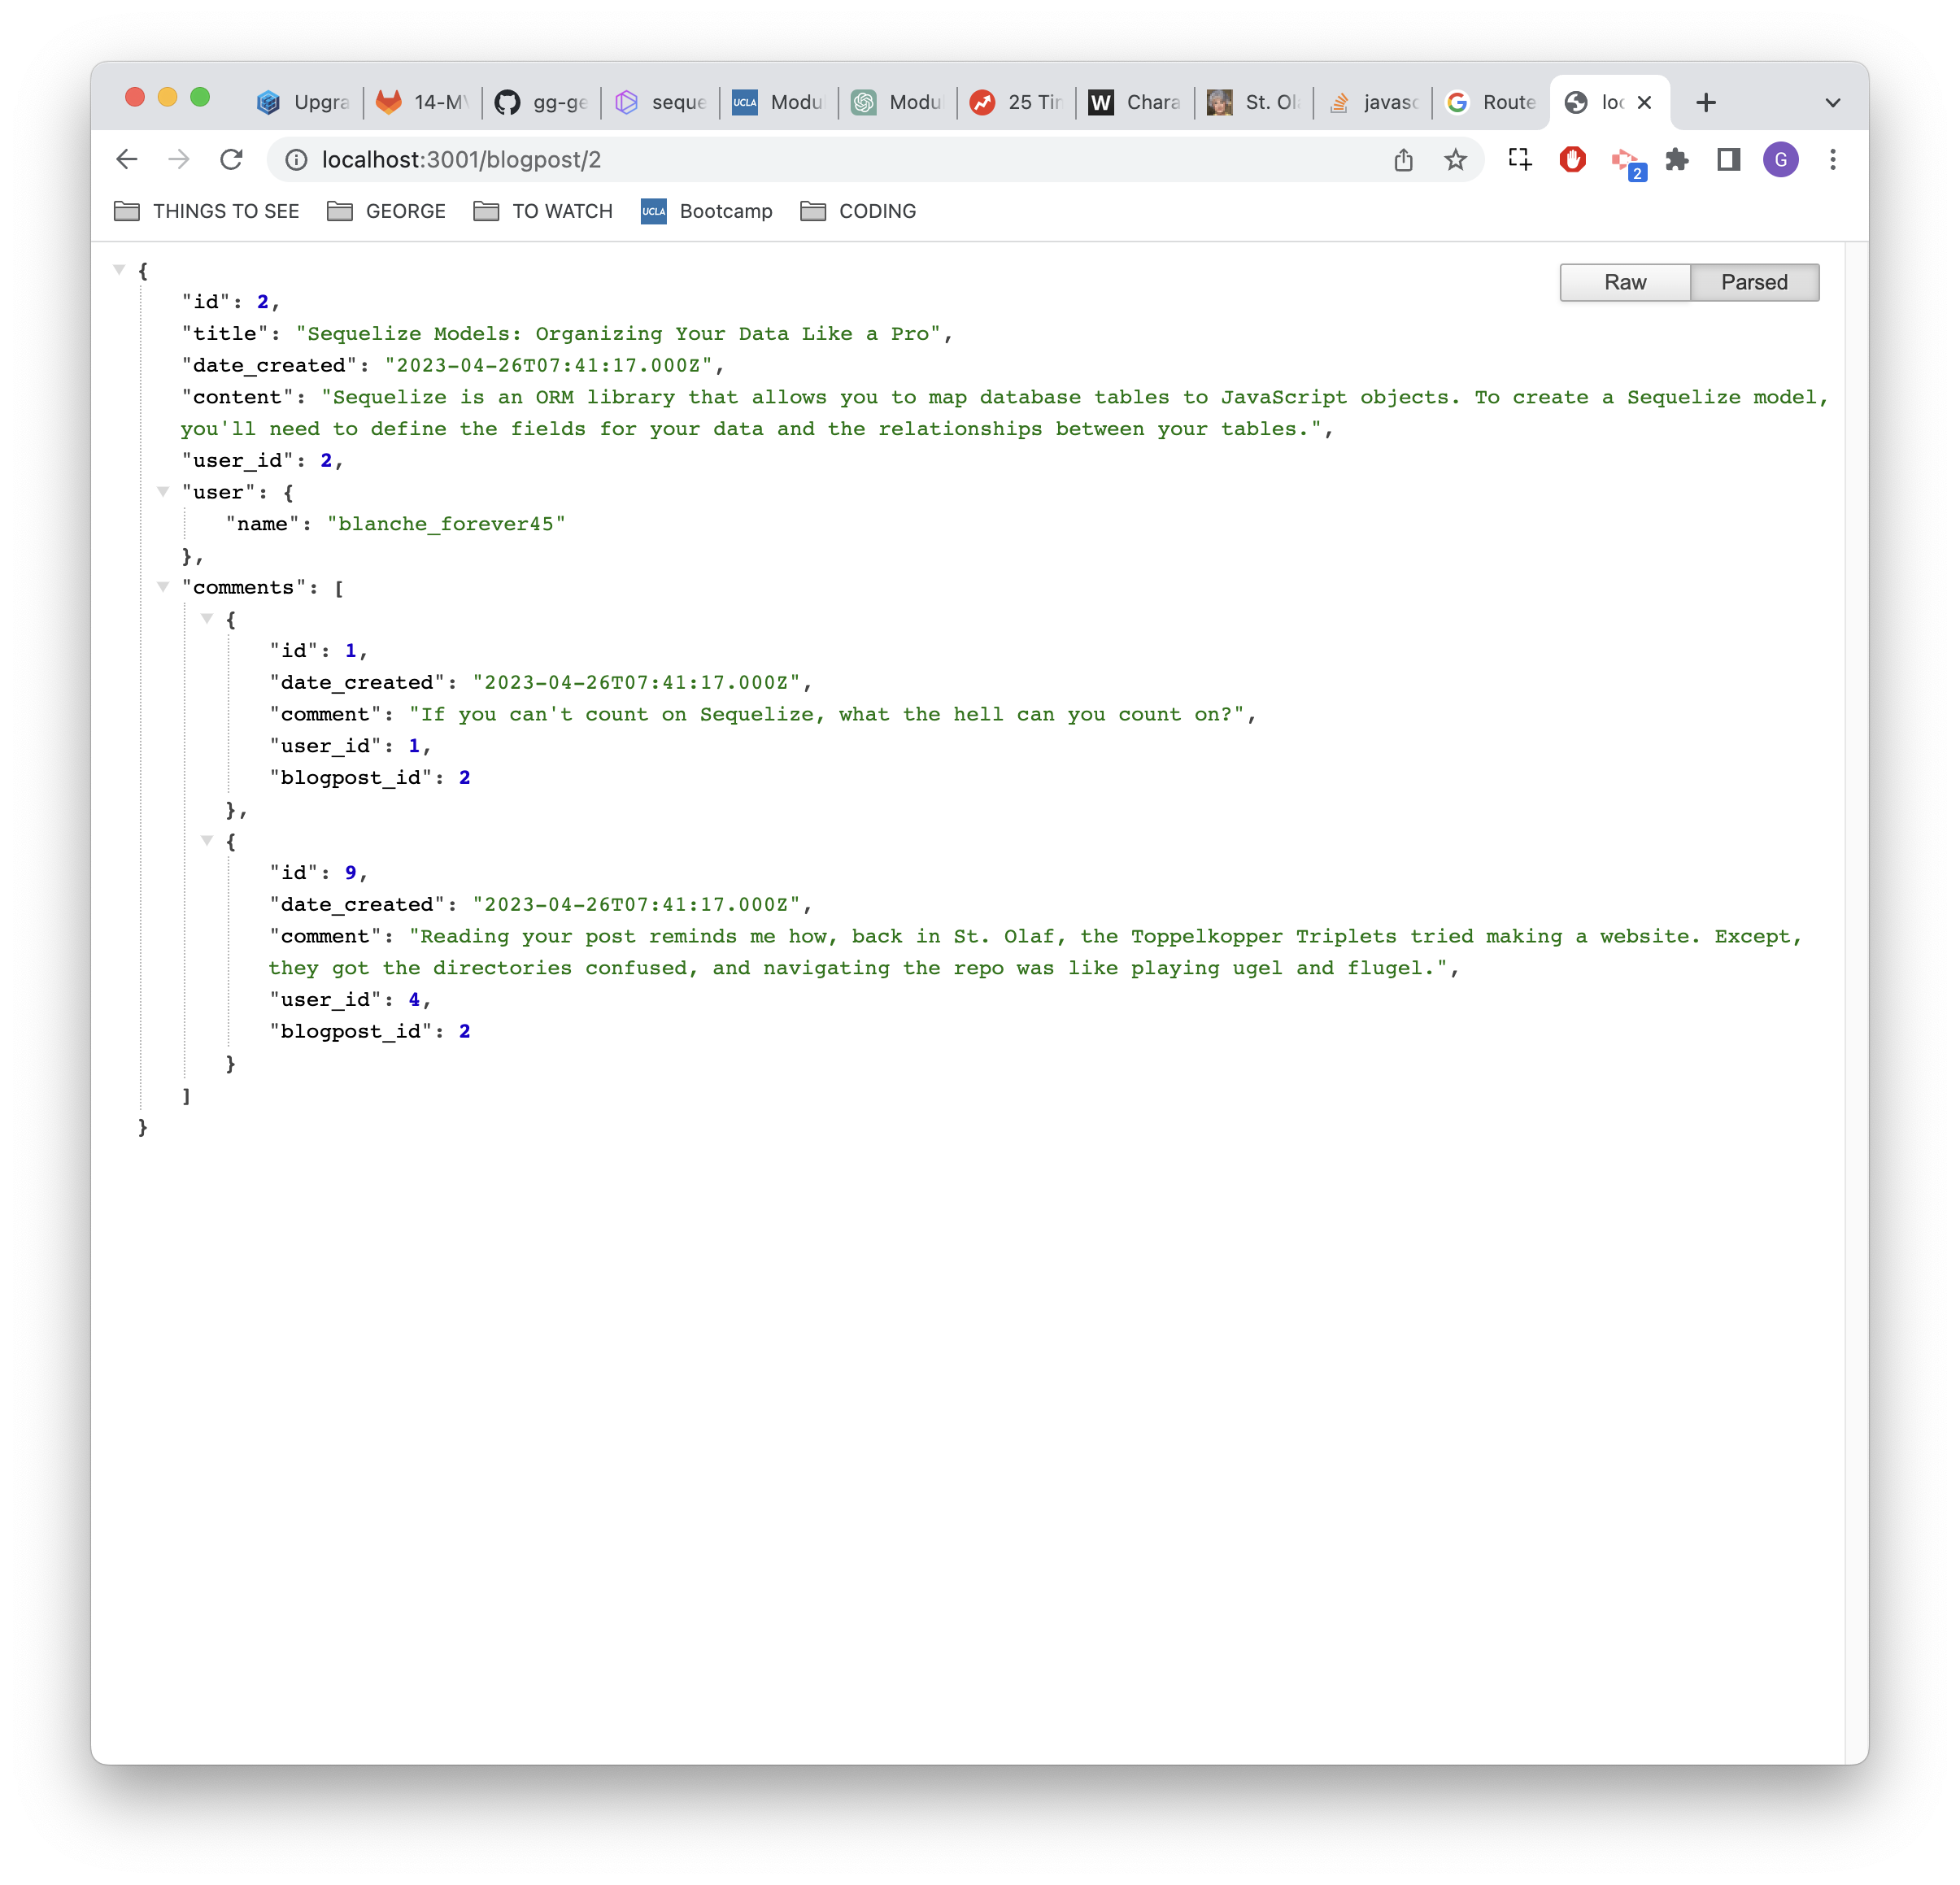 Upgra
14-M
gg-ge
seque
UCLA Modu
Modu
25 Tir
W Chara
St. Ol
javasc
Route
loc
localhost:3001/blogpost/2
2
G
THINGS TO SEE
GEORGE
TO WATCH
UCLA Bootcamp
CODING
Raw Parsed
{
"id": 2,
"title": "Sequelize Models: Organizing Your Data Like a Pro",
"date_created": "2023-04-26T07:41:17.000Z",
"content": "Sequelize is an ORM library that allows you to map database tables to JavaScript objects. To create a Sequelize model,
you'll need to define the fields for your data and the relationships between your tables.",
"user_id": 2,
"user": {
"name": "blanche_forever45"
},
"comments": [
{
"id": 1,
"date_created": "2023-04-26T07:41:17.000Z",
"comment": "If you can't count on Sequelize, what the hell can you count on?",
"user_id": 1,
"blogpost_id": 2
},
{
"id": 9,
"date_created": "2023-04-26T07:41:17.000Z",
"comment": "Reading your post reminds me how, back in St. Olaf, the Toppelkopper Triplets tried making a website. Except,
they got the directories confused, and navigating the repo was like playing ugel and flugel.",
"user_id": 4,
"blogpost_id": 2
}
]
}